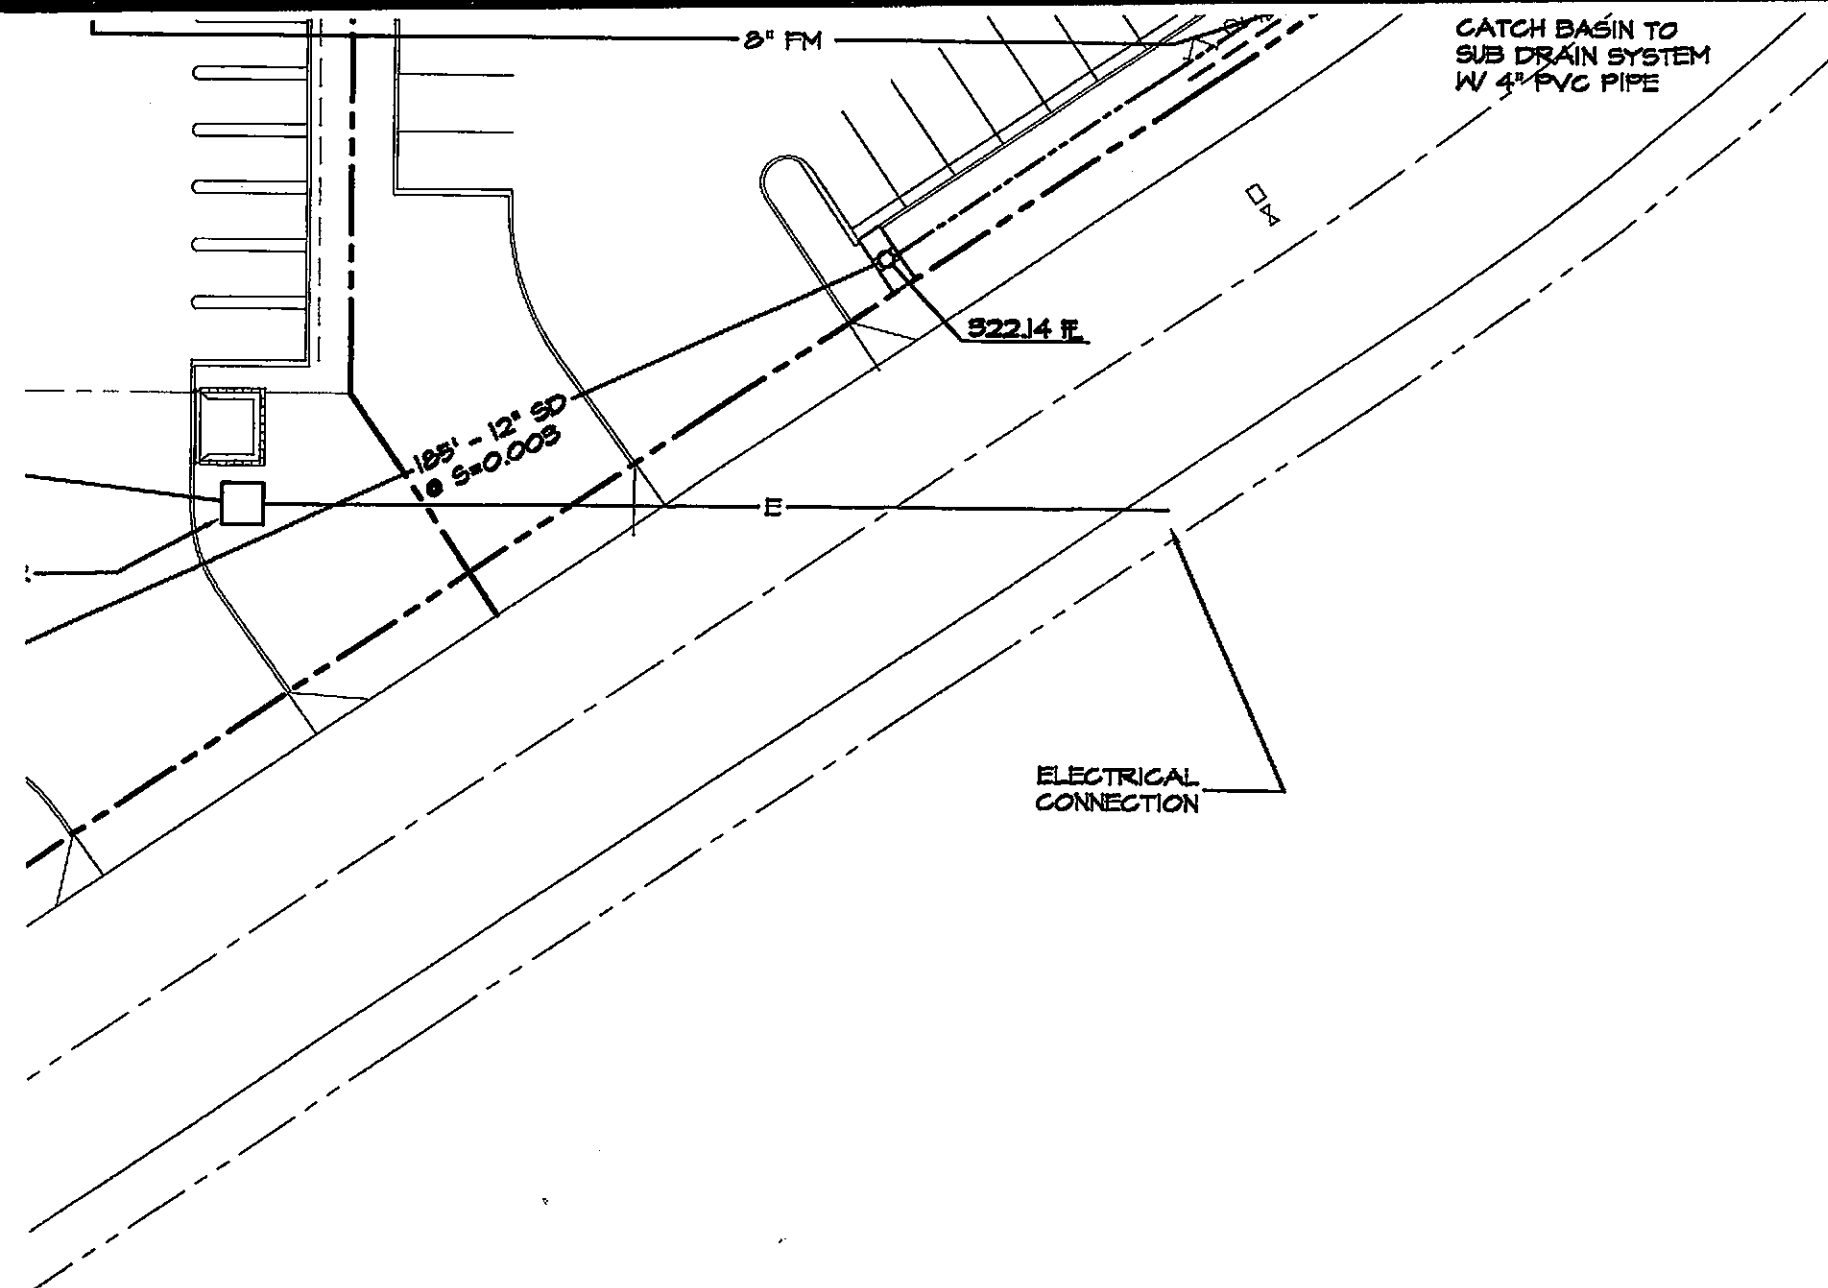 8" FM
CATCH BASIN TO
SUB DRAIN SYSTEM
W/ 4" PVC PIPE
322.14 IE
185' - 12" SD
@ S=0.003
E
ELECTRICAL
CONNECTION